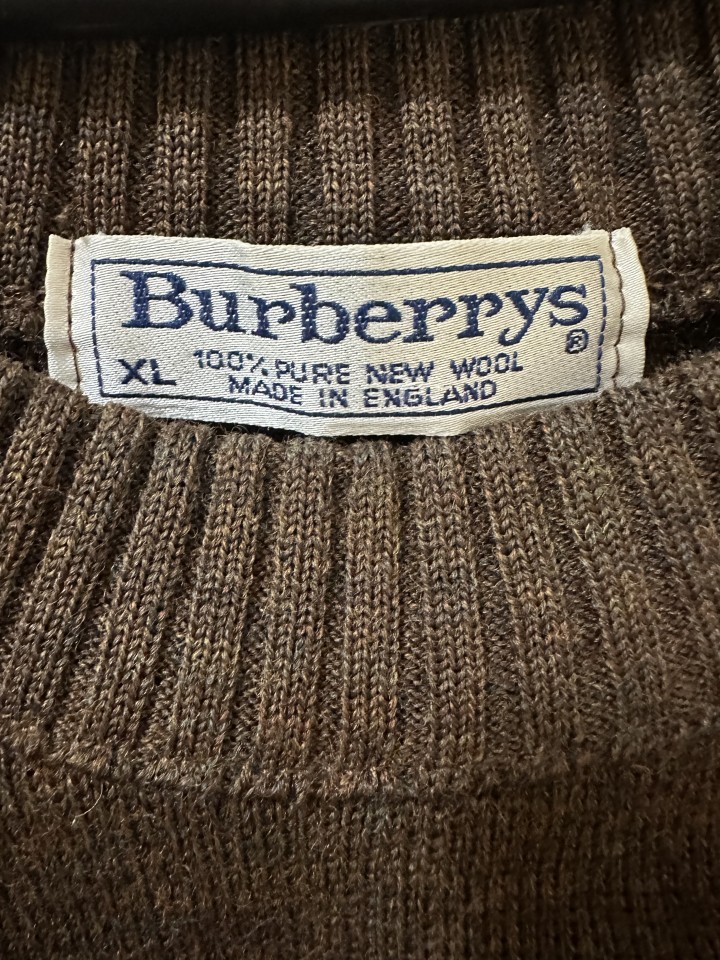 Burberrys®
XL 100% PURE NEW WOOL
MADE IN ENGLAND